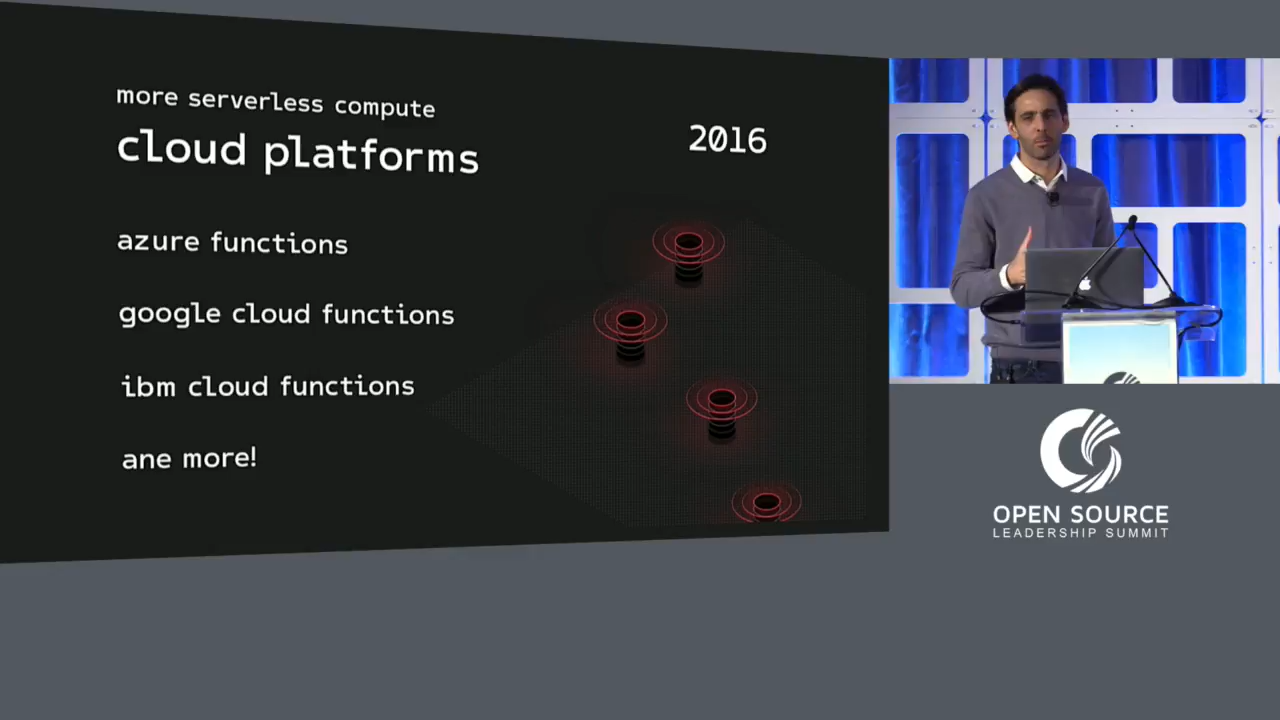 more serverless compute
cloud platforms
2016
azure functions
google cloud functions
ibm cloud functions
ane more!
OPEN SOURCE
LEADERSHIP SUMMIT